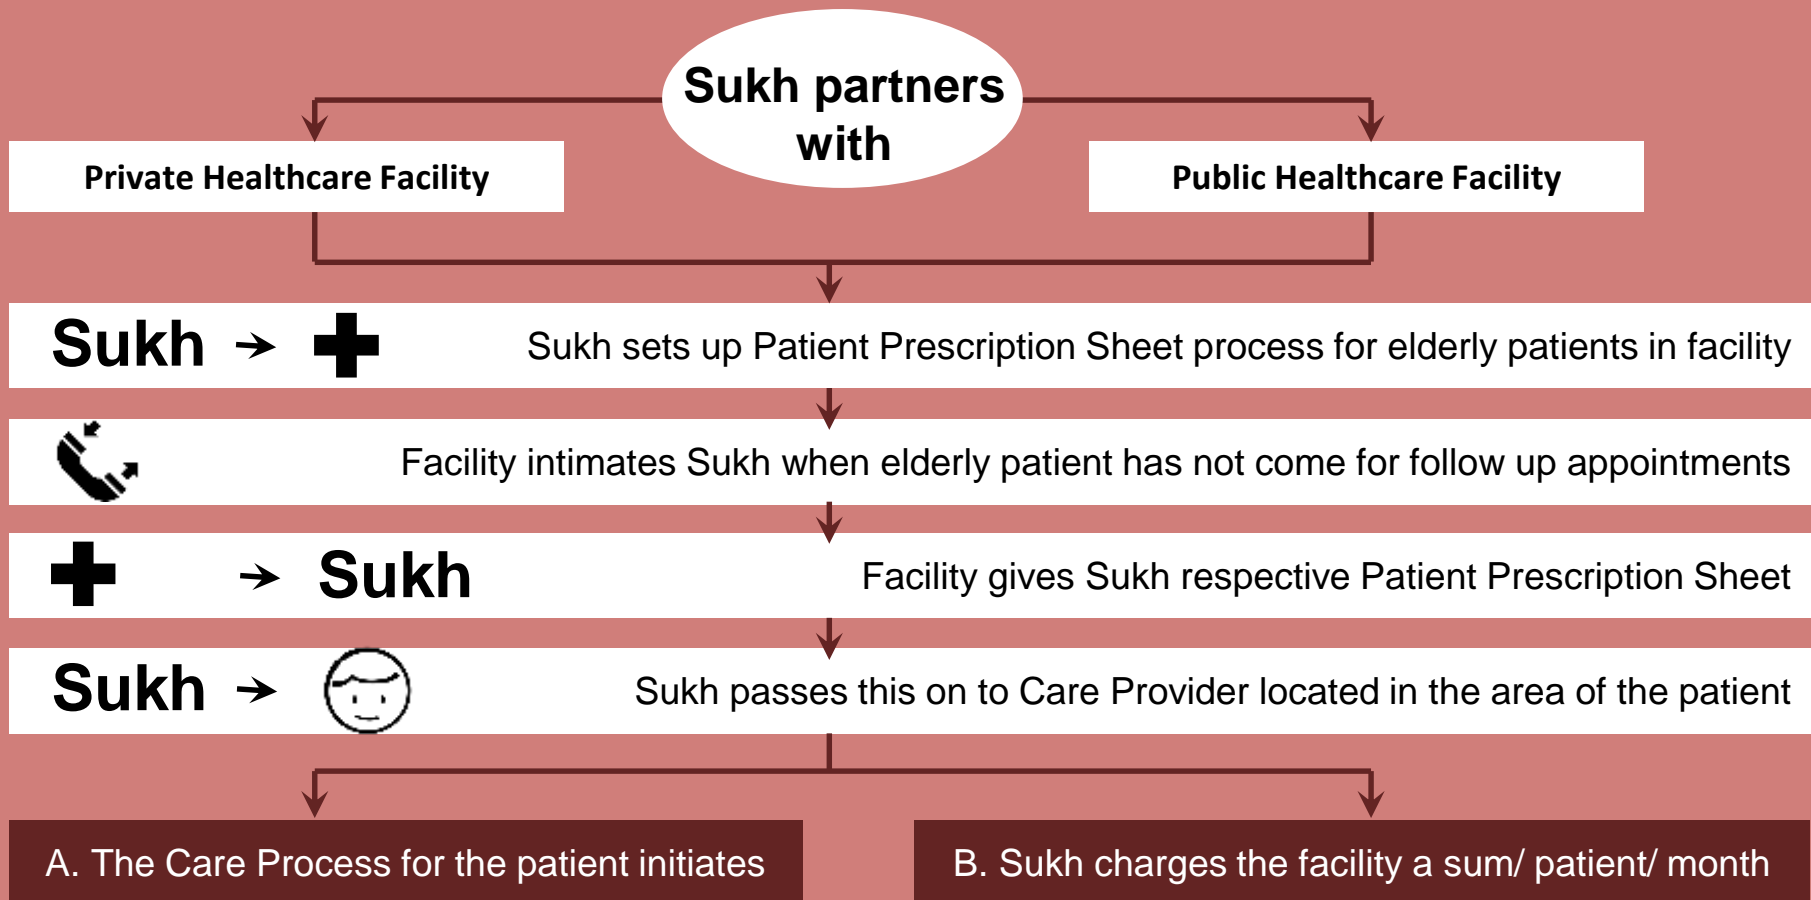 Sukh partners
with
Private Healthcare Facility
Public Healthcare Facility
Sukh
Sukh sets up Patient Prescription Sheet process for elderly patients in facility
Facility intimates Sukh when elderly patient has not come for follow up appointments
Sukh
Facility gives Sukh respective Patient Prescription Sheet
Sukh
Sukh passes this on to Care Provider located in the area of the patient
A. The Care Process for the patient initiates
B. Sukh charges the facility a sum/ patient/ month